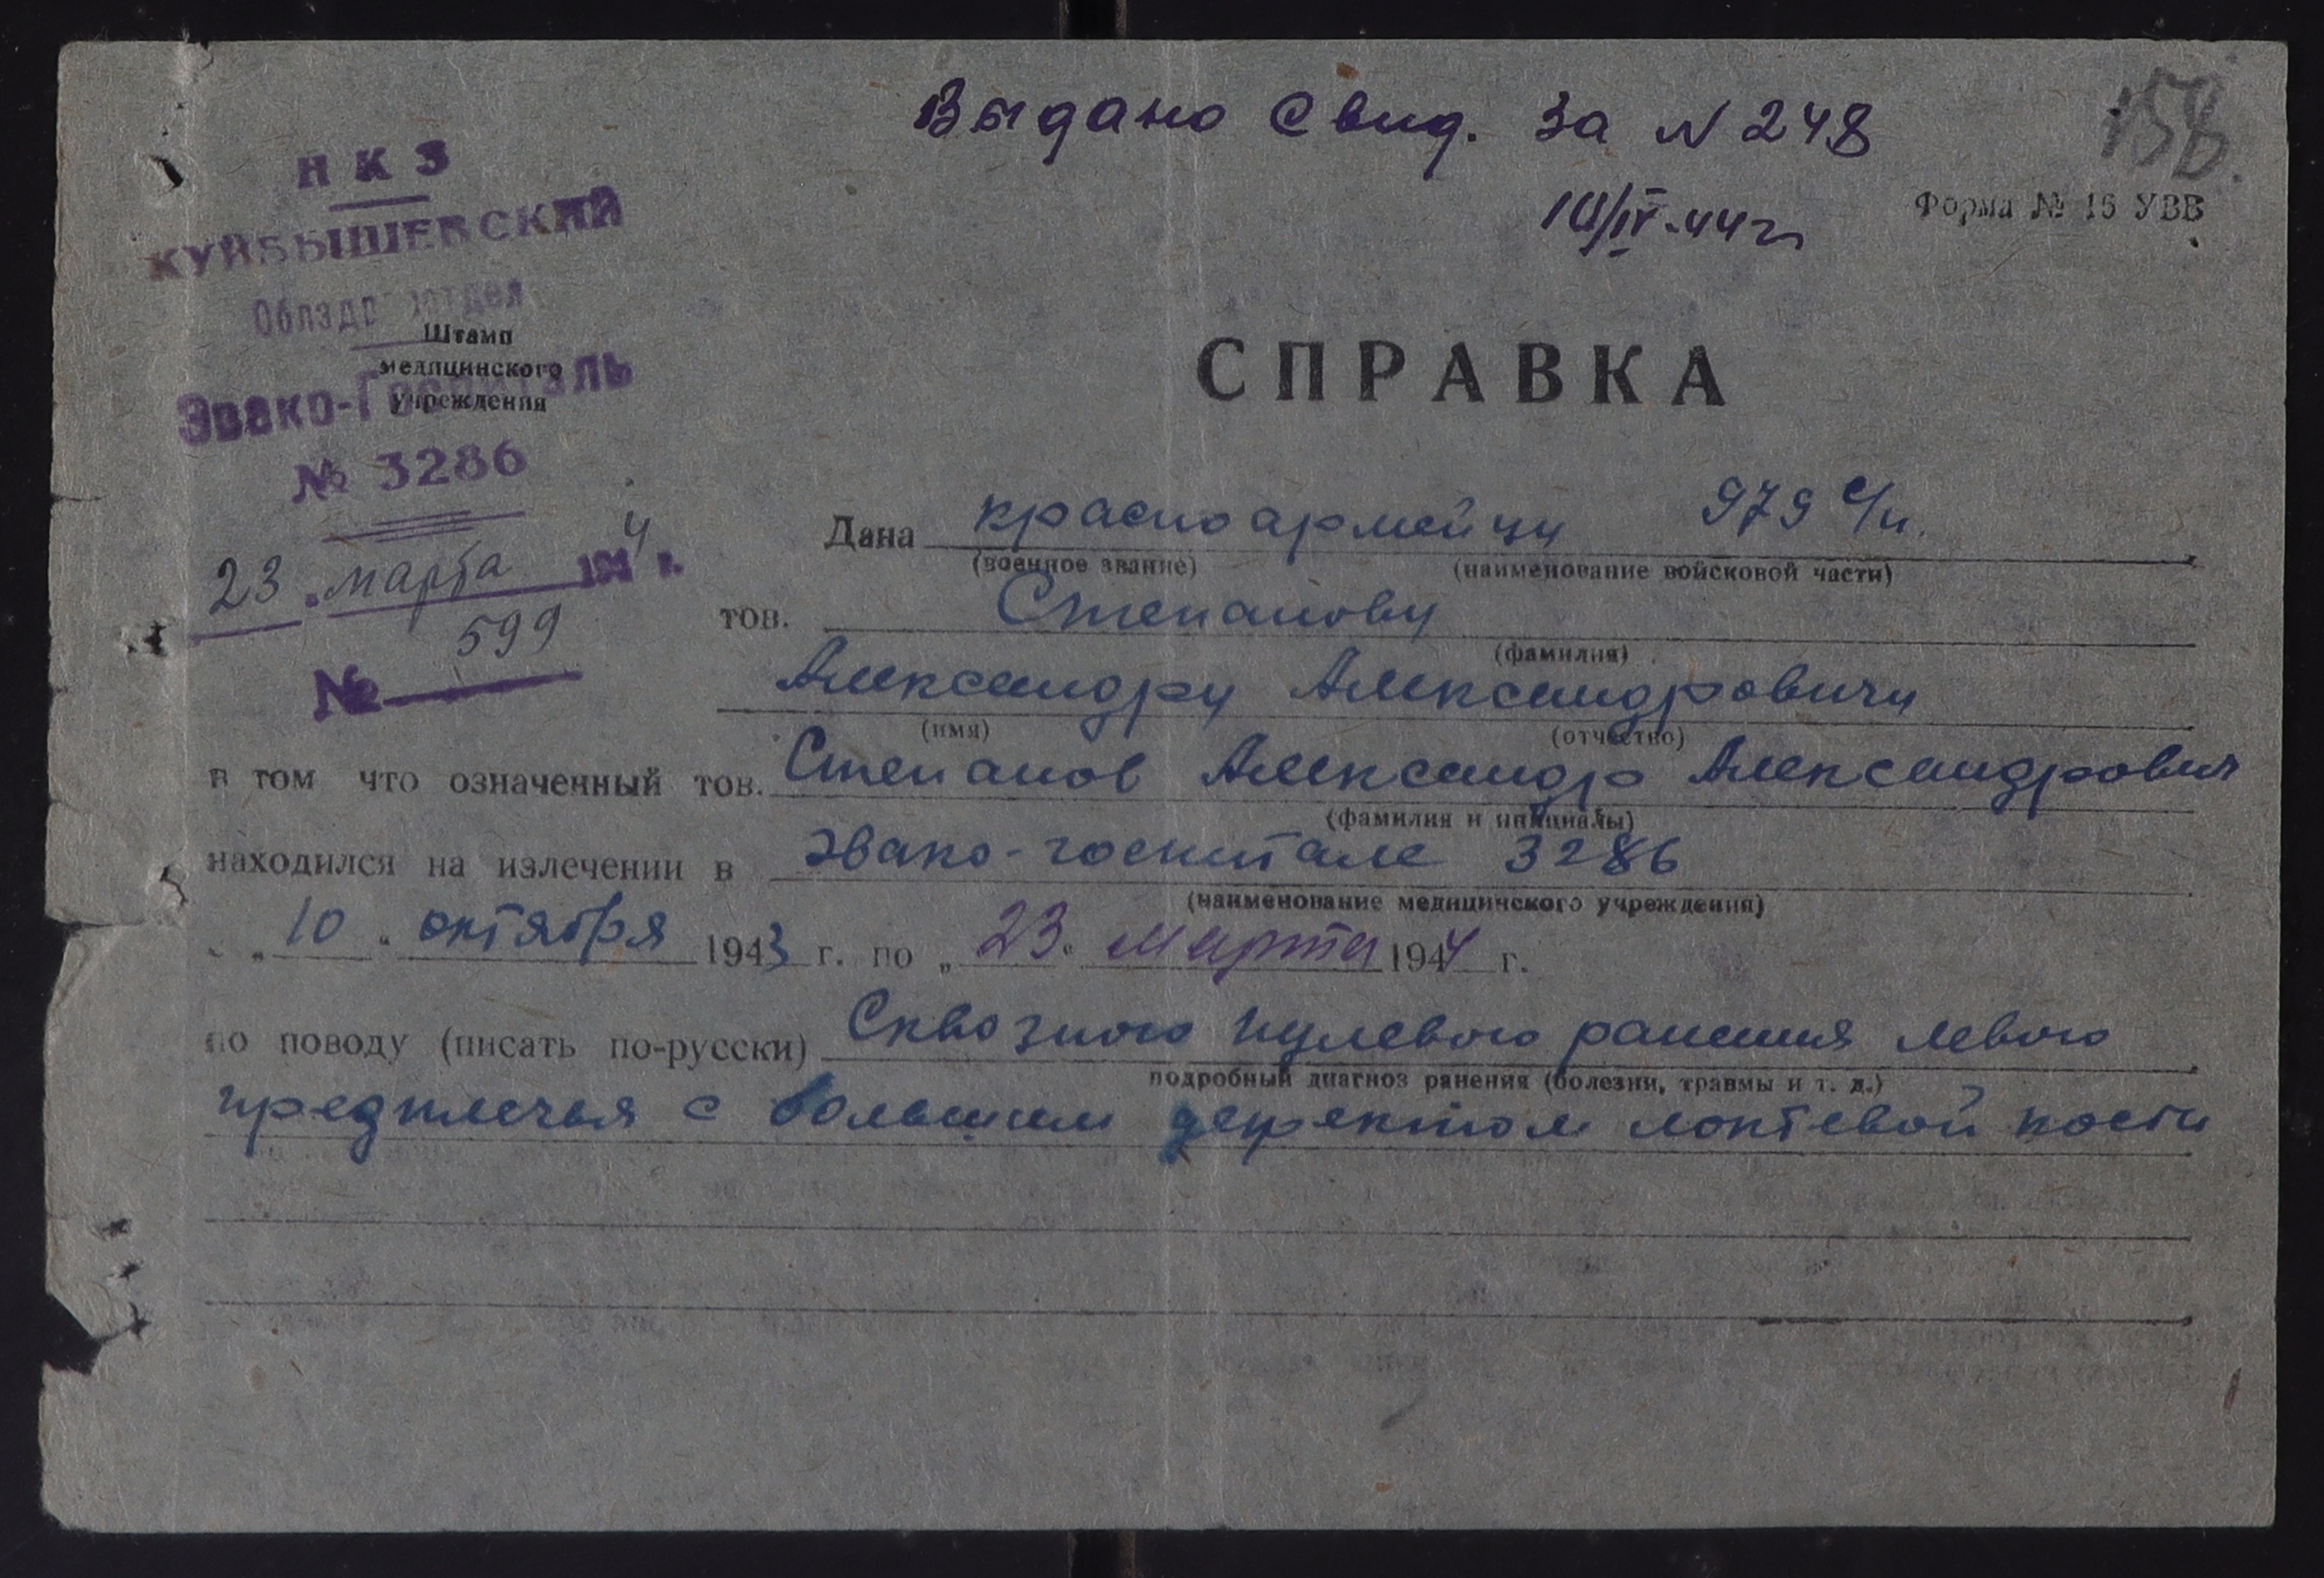 Выдано Свид. за N 248
158
10/IV-44 г
Форма № 16 УВВ
НКЗ
КУЙБЫШЕВСКИЙ
Облздравотдел
Штамп
медицинского
учреждения
Эвако-Госпиталь
№ 3286
23 . марта 1944 г.
№ 599
СПРАВКА
Дана красноармейцу 979 с/п.
(военное звание) (наименование войсковой части)
тов. Степанову
(фамилия)
Александру Александровичу
(имя) (отчество)
в том что означенный тов. Степанов Александр Александрович
(фамилия и инициалы)
находился на излечении в эвако-госпитале 3286
(наименование медицинского учреждения)
„ 10 “ октября 1943 г. по „ 23 “ марта 1944 г.
по поводу (писать по-русски) Сквозного пулевого ранения левого
подробный диагноз ранения (болезни, травмы и т. д.)
предплечья с большим дефектом локтевой кости